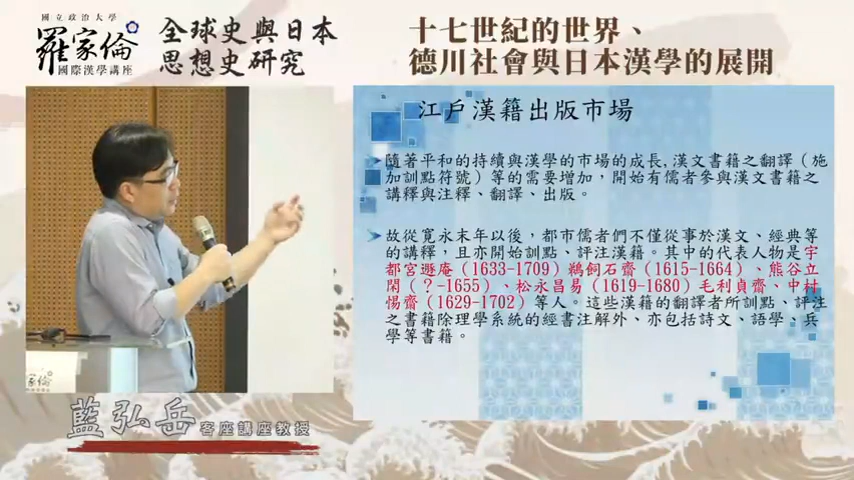 國立政治大學
羅家倫
國際漢學講座
全球史與日本
思想史研究
十七世紀的世界、
德川社會與日本漢學的展開
江戶漢籍出版市場
隨著平和的持續與漢學的市場的成長,漢文書籍之翻譯(施
加訓點符號)等的需要增加,開始有儒者參與漢文書籍之
講釋與注釋、翻譯、出版。
故從寬永末年以後,都市儒者們不僅從事於漢文、經典等
的講釋,且亦開始訓點、評注漢籍。其中的代表人物是宇
都宮遯庵(1633-1709)鵜飼石齋(1615-1664)、熊谷立
閑(?-1655)、松永昌易(1619-1680)毛利貞齋、中村
惕齋(1629-1702)等人。這些漢籍的翻譯者所訓點、評注
之書籍除理學系統的經書注解外、亦包括詩文、語學、兵
學等書籍。
家倫
藍弘岳 客座講座教授